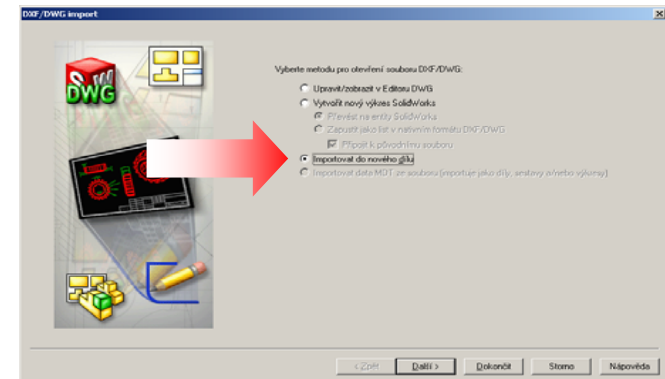 DXF/DWG import
SW
DWG
Vyberte metodu pro otevření souboru DXF/DWG:
Upravit/zobrazit v Editoru DWG
Vytvořit nový výkres SolidWorks
Převést na entity SolidWorks
Zapustit jako list v nativním formátu DXF/DWG
Připojit k původnímu souboru
Importovat do nového dílu
Importovat data MDT ze souboru (importuje jako díly, sestavy a/nebo výkresy)
< Zpět
Další >
Dokončit
Storno
Nápověda